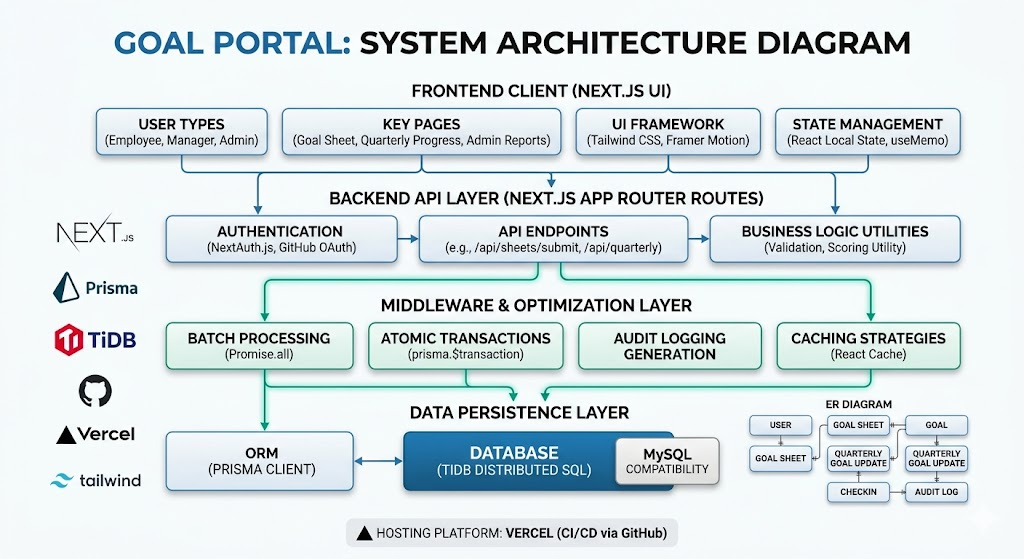 GOAL PORTAL: SYSTEM ARCHITECTURE DIAGRAM
FRONTEND CLIENT (NEXT.JS UI)
USER TYPES
(Employee, Manager, Admin)
KEY PAGES
(Goal Sheet, Quarterly Progress, Admin Reports)
UI FRAMEWORK
(Tailwind CSS, Framer Motion)
STATE MANAGEMENT
(React Local State, useMemo)
BACKEND API LAYER (NEXT.JS APP ROUTER ROUTES)
AUTHENTICATION
(NextAuth.js, GitHub OAuth)
API ENDPOINTS
(e.g., /api/sheets/submit, /api/quarterly)
BUSINESS LOGIC UTILITIES
(Validation, Scoring Utility)
NEXT.JS
Prisma
TiDB
Vercel
tailwind
MIDDLEWARE & OPTIMIZATION LAYER
BATCH PROCESSING
(Promise.all)
ATOMIC TRANSACTIONS
(prisma.$transaction)
AUDIT LOGGING
GENERATION
CACHING STRATEGIES
(React Cache)
DATA PERSISTENCE LAYER
ORM
(PRISMA CLIENT)
DATABASE
(TIDB DISTRIBUTED SQL)
MySQL
COMPATIBILITY
ER DIAGRAM
USER
GOAL SHEET
GOAL
GOAL SHEET
QUARTERLY
GOAL UPDATE
QUARTERLY
GOAL UPDATE
CHECKIN
AUDIT LOG
HOSTING PLATFORM: VERCEL (CI/CD via GitHub)